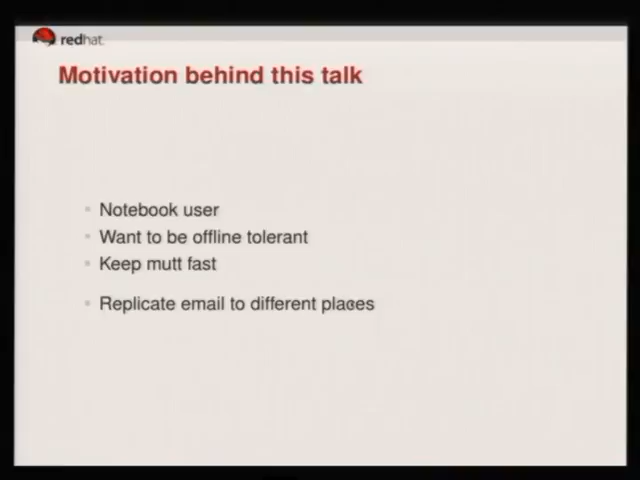 redhat.
Motivation behind this talk
Notebook user
Want to be offline tolerant
Keep mutt fast
Replicate email to different places